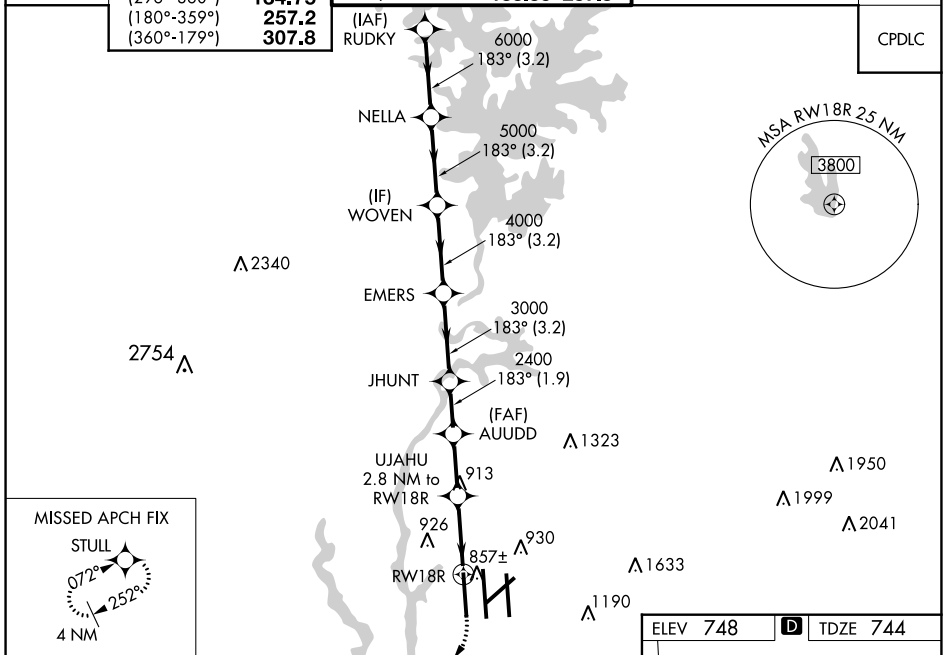 (180°-359°) 257.2
(360°-179°) 307.8
(IAF)
RUDKY
6000
183° (3.2)
CPDLC
NELLA
5000
183° (3.2)
MSA RW18R 25 NM
3800
(IF)
WOVEN
4000
183° (3.2)
2340
EMERS
3000
183° (3.2)
2754
2400
183° (1.9)
JHUNT
(FAF)
AUUDD
1323
UJAHU
2.8 NM to
RW18R
913
1950
1999
2041
MISSED APCH FIX
STULL
072°
252°
4 NM
926
930
857±
RW18R
1633
1190
ELEV 748 D TDZE 744